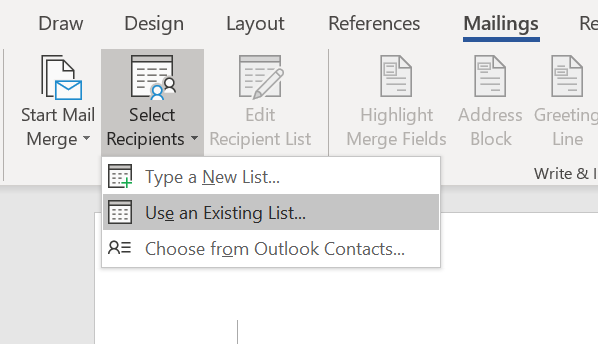 Draw Design Layout References Mailings Re
Start Mail Merge
Select Recipients
Edit Recipient List
Highlight Merge Fields
Address Block
Greeting Line
Write & I
Type a New List...
Use an Existing List...
Choose from Outlook Contacts...